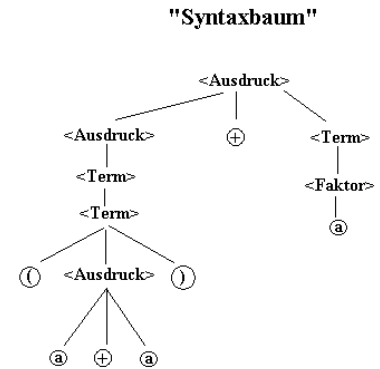 "Syntaxbaum"
<Ausdruck>
<Ausdruck> + <Term>
<Term> <Faktor>
<Term> a
( <Ausdruck> )
a + a